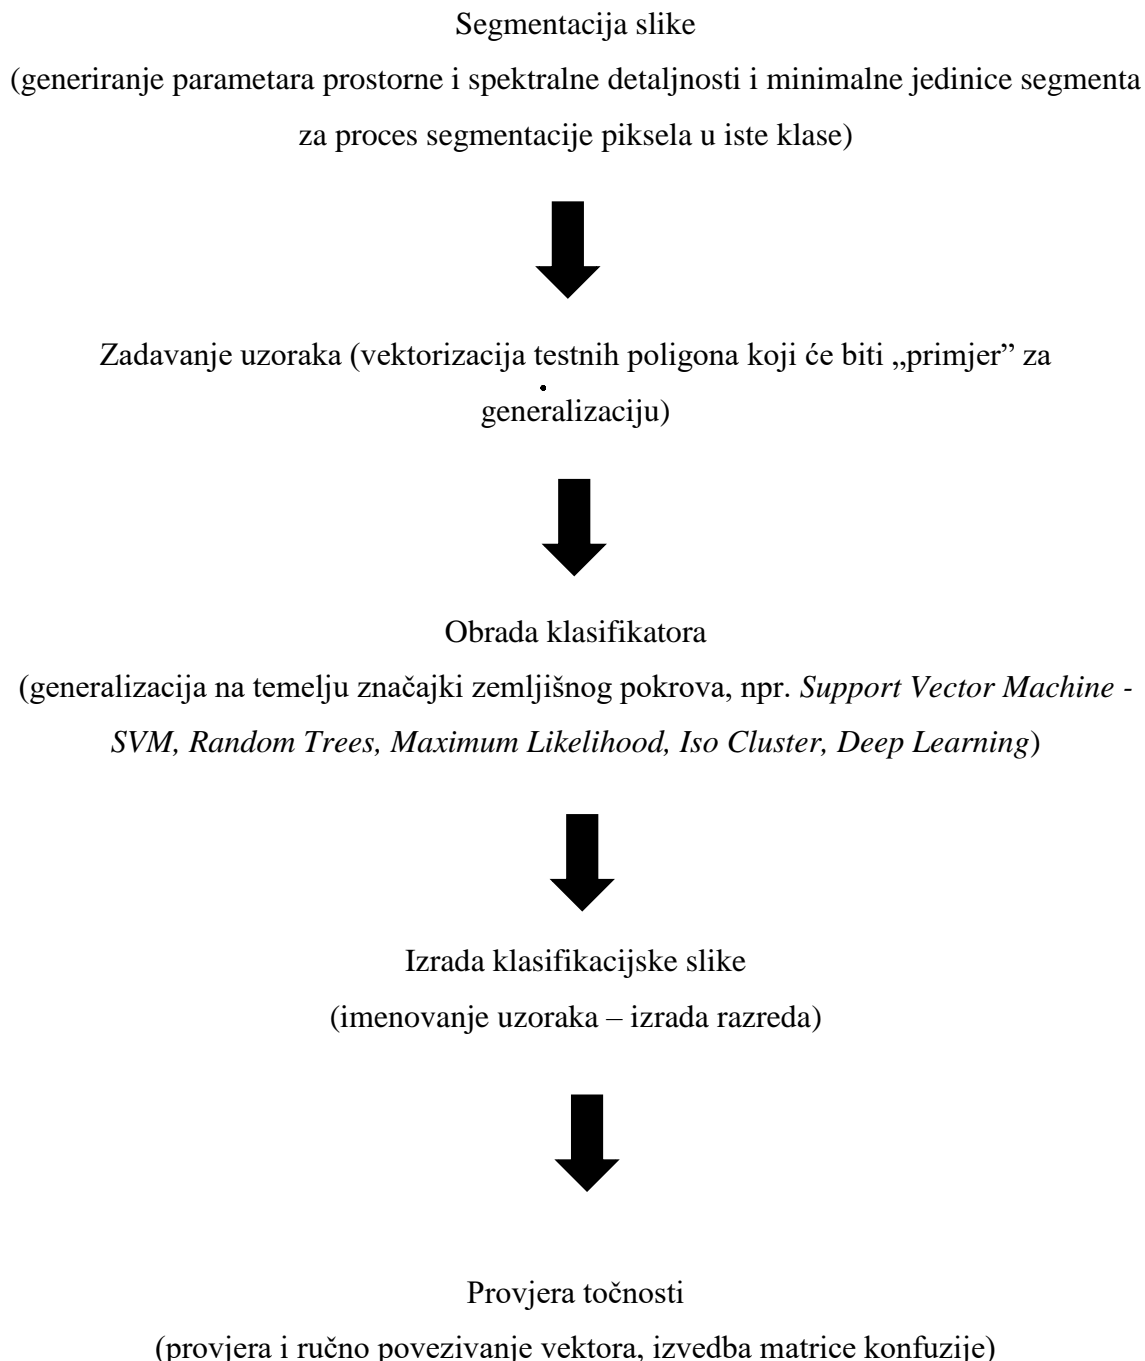 Segmentacija slike
(generiranje parametara prostorne i spektralne detaljnosti i minimalne jedinice segmenta
za proces segmentacije piksela u iste klase)
Zadavanje uzoraka (vektorizacija testnih poligona koji će biti „primjer” za
generalizaciju)
Obrada klasifikatora
(generalizacija na temelju značajki zemljišnog pokrova, npr. Support Vector Machine -
SVM, Random Trees, Maximum Likelihood, Iso Cluster, Deep Learning)
Izrada klasifikacijske slike
(imenovanje uzoraka – izrada razreda)
Provjera točnosti
(provjera i ručno povezivanje vektora, izvedba matrice konfuzije)